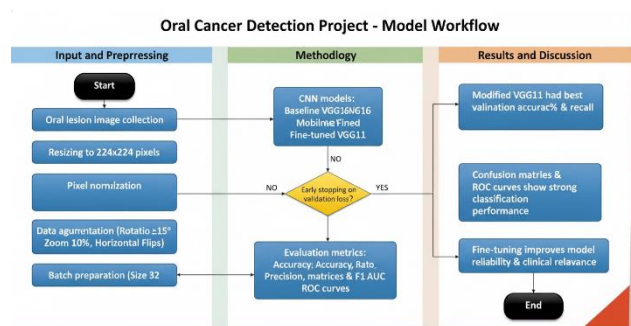 Oral Cancer Detection Project - Model Workflow
Input and Preprressing
Methodlogy
Results and Discussion
Start
Oral lesion image collection
Resizing to 224x224 pixels
Pixel nomulization
Data agumentation (Rotatio ±15°
Zoom 10%, Horizontal Flips)
Batch preparation (Size 32
CNN models:
Baseline VGG16N616
Fine-tuned VGG11
NO
NO
Early stopping on
validation loss?
YES
Evaluation metrics:
Accuracy; Accuracy, Rato,
Precision, matrices & F1 AUC
ROC curves
Modified VGG11 had best
valination accurac% & recall
Confusion matrles &
ROC curves show strong
classification
performance
Fine-tuning improves model
reliability & clinical relavance
End